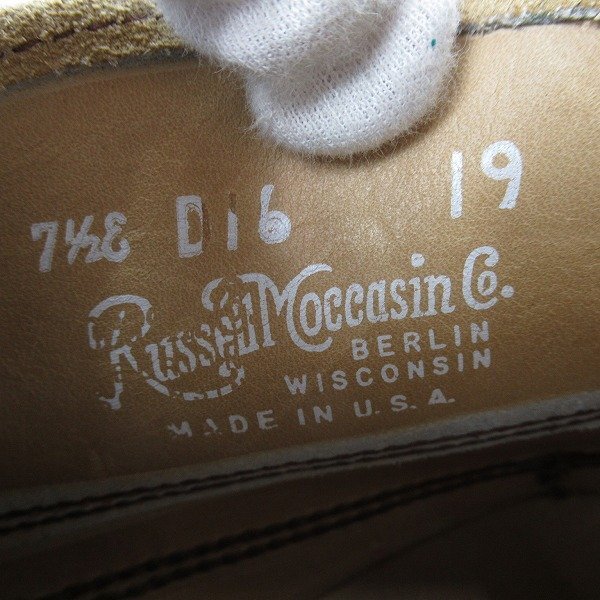 7½E D16 19
Russell Moccasin Co.
BERLIN
WISCONSIN
MADE IN U.S.A.